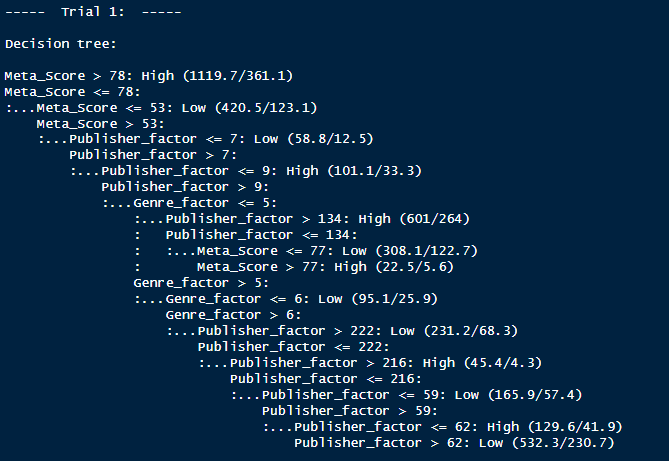 -----  Trial 1:  -----
Decision tree:
Meta_Score > 78: High (1119.7/361.1)
Meta_Score <= 78:
:...Meta_Score <= 53: Low (420.5/123.1)
    Meta_Score > 53:
    :...Publisher_factor <= 7: Low (58.8/12.5)
        Publisher_factor > 7:
        :...Publisher_factor <= 9: High (101.1/33.3)
            Publisher_factor > 9:
            :...Genre_factor <= 5:
                :...Publisher_factor > 134: High (601/264)
                :   Publisher_factor <= 134:
                :   :...Meta_Score <= 77: Low (308.1/122.7)
                :       Meta_Score > 77: High (22.5/5.6)
                Genre_factor > 5:
                :...Genre_factor <= 6: Low (95.1/25.9)
                    Genre_factor > 6:
                    :...Publisher_factor > 222: Low (231.2/68.3)
                        Publisher_factor <= 222:
                        :...Publisher_factor > 216: High (45.4/4.3)
                            Publisher_factor <= 216:
                            :...Publisher_factor <= 59: Low (165.9/57.4)
                                Publisher_factor > 59:
                                :...Publisher_factor <= 62: High (129.6/41.9)
                                    Publisher_factor > 62: Low (532.3/230.7)